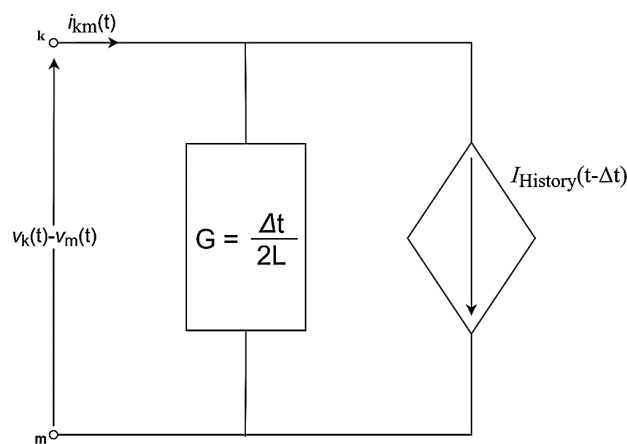 i_km(t)
k
I_History(t-Δt)
v_k(t)-v_m(t)
G = Δt/2L
m